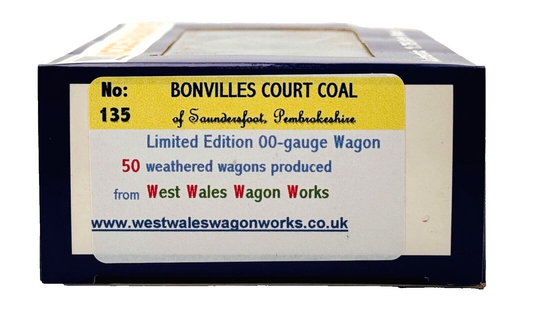 No: 135
BONVILLES COURT COAL
of Saundersfoot, Pembrokeshire
Limited Edition 00-gauge Wagon
50 weathered wagons produced
from West Wales Wagon Works
www.westwaleswagonworks.co.uk